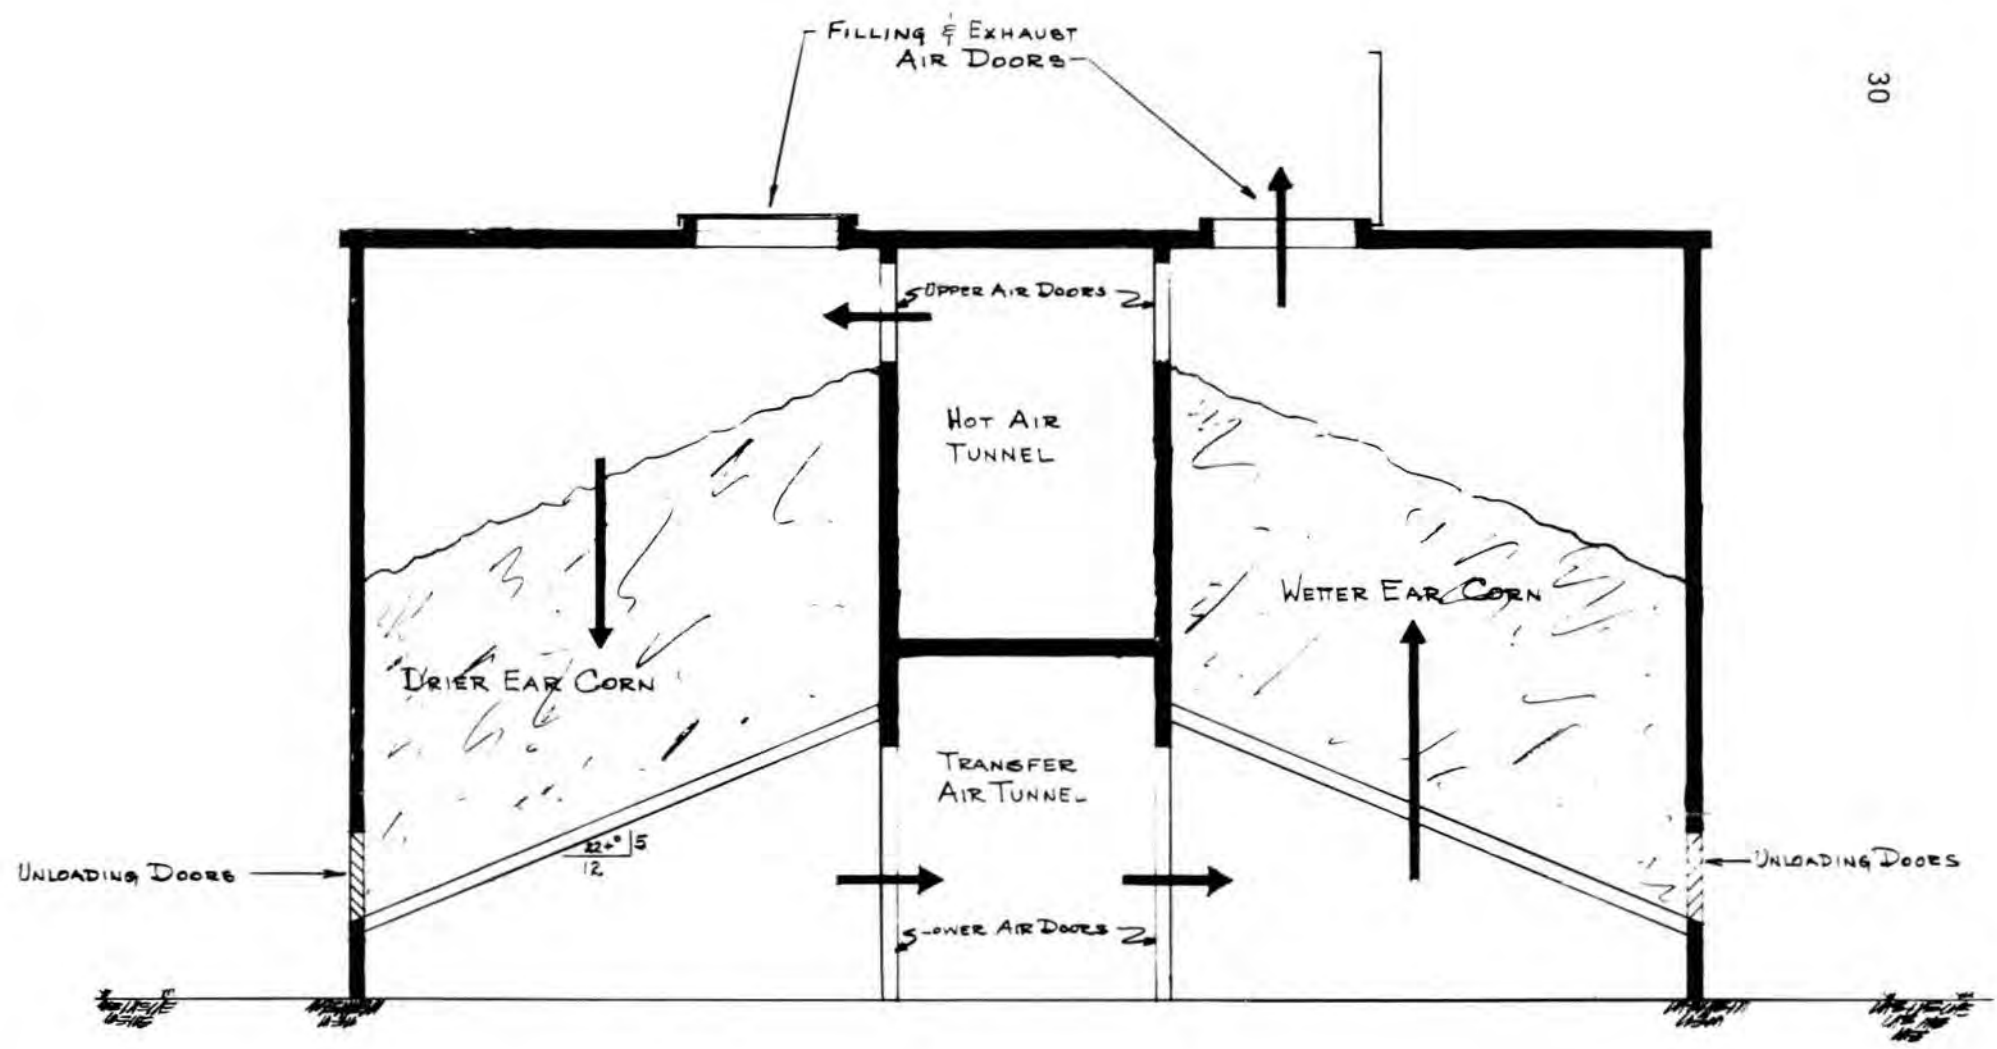 FILLING & EXHAUST
AIR DOORS
30
UPPER AIR DOORS
HOT AIR
TUNNEL
WETTER EAR CORN
DRIER EAR CORN
TRANSFER
AIR TUNNEL
22+° 5
12
UNLOADING DOORS
UNLOADING DOORS
LOWER AIR DOORS